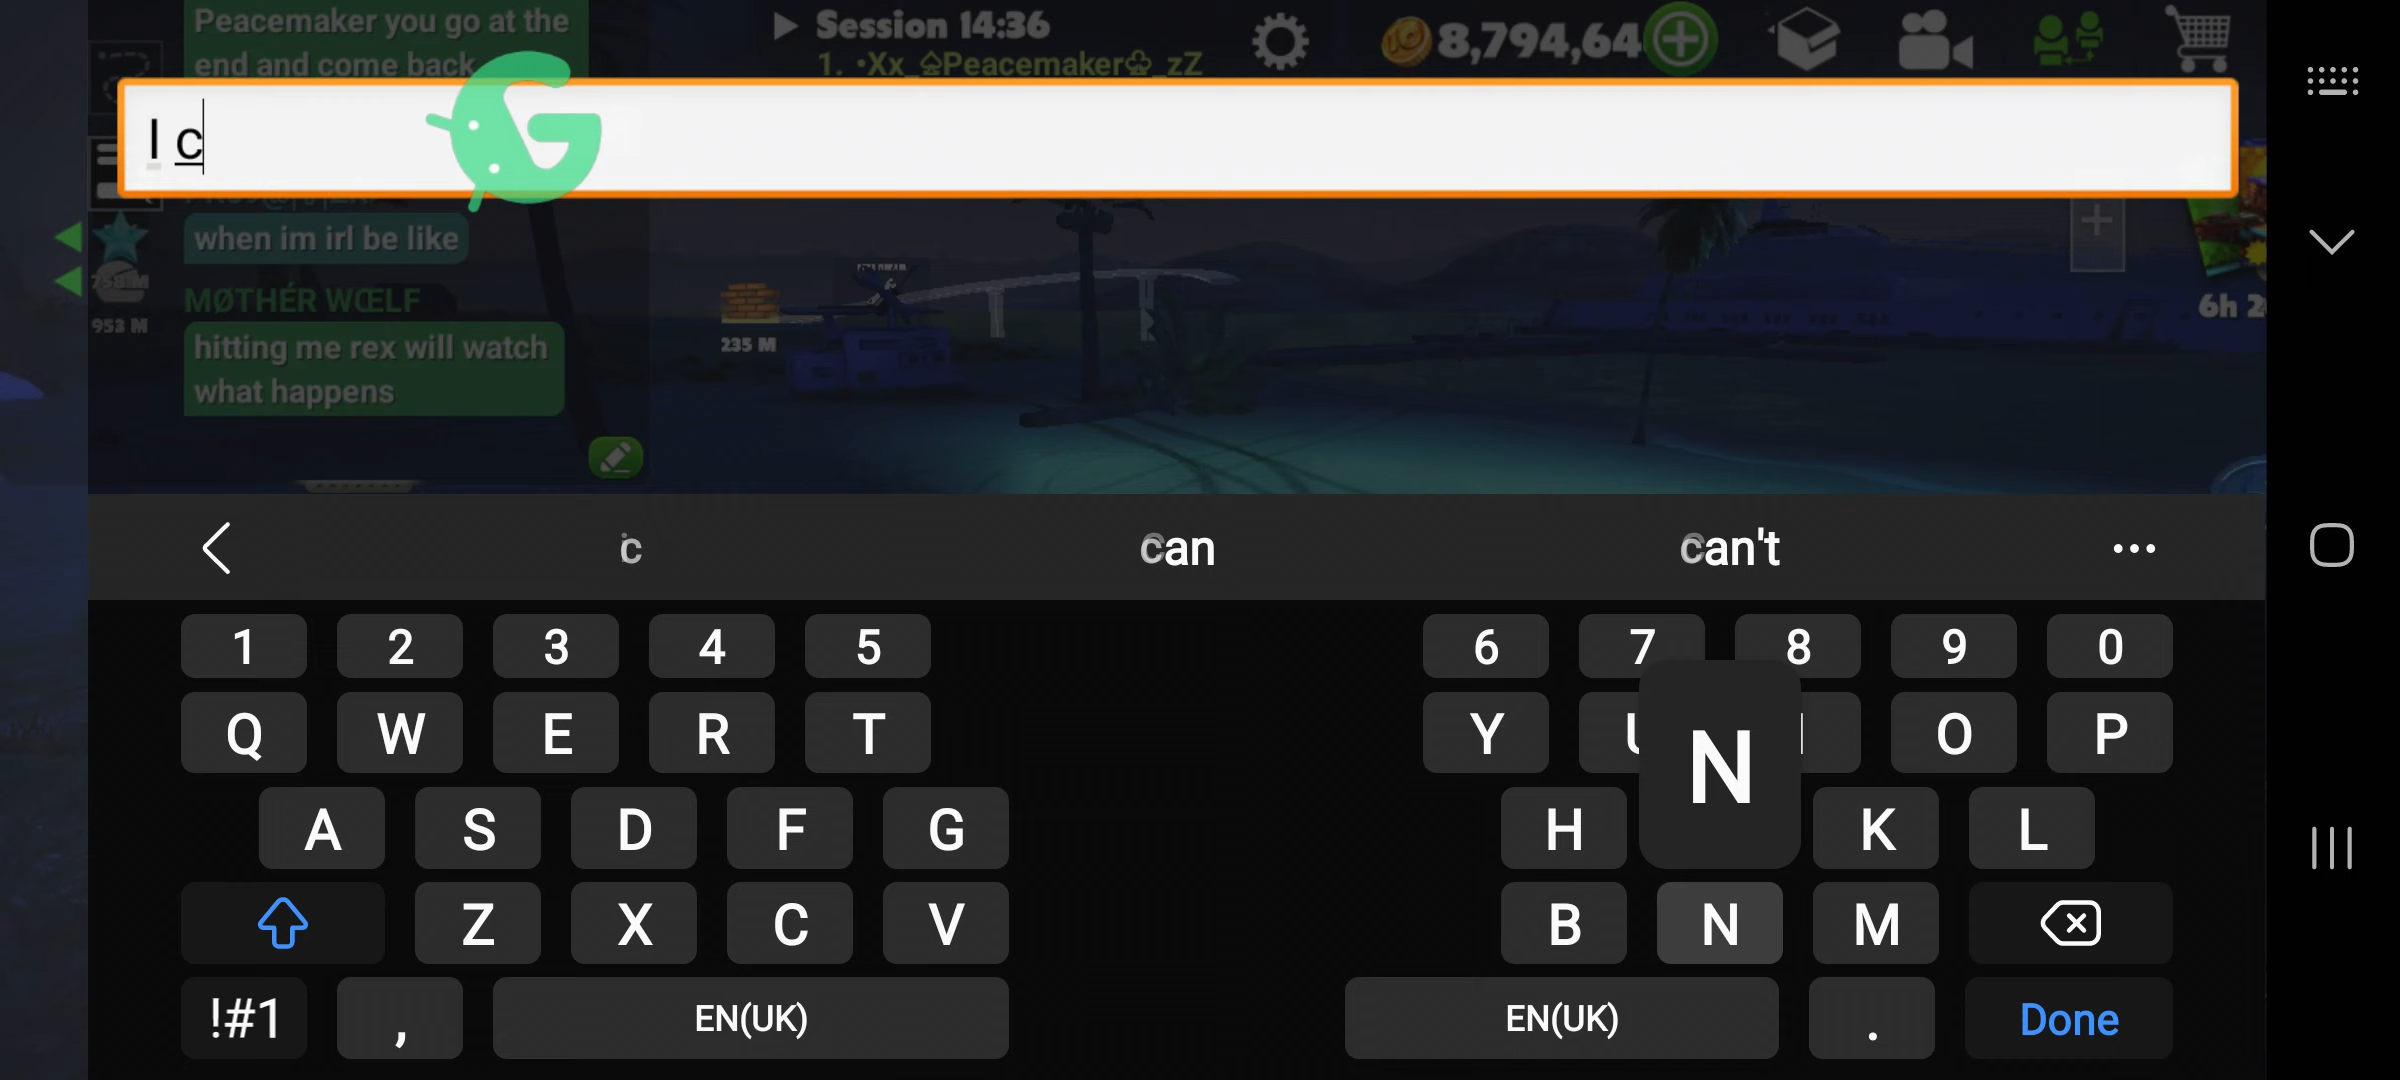 Peacemaker you go at the
end and come back
Session 14:36
1. •Xx_♤Peacemaker♧_zZ
8,794,64
I c
when im irl be like
758 M
MØTHÉR WŒLF
953 M
hitting me rex will watch
what happens
235 M
6h 2
c
can
can't
1 2 3 4 5 6 7 8 9 0
Q W E R T Y U I O P
A S D F G H N K L
Z X C V B N M
!#1 , EN(UK) EN(UK) . Done